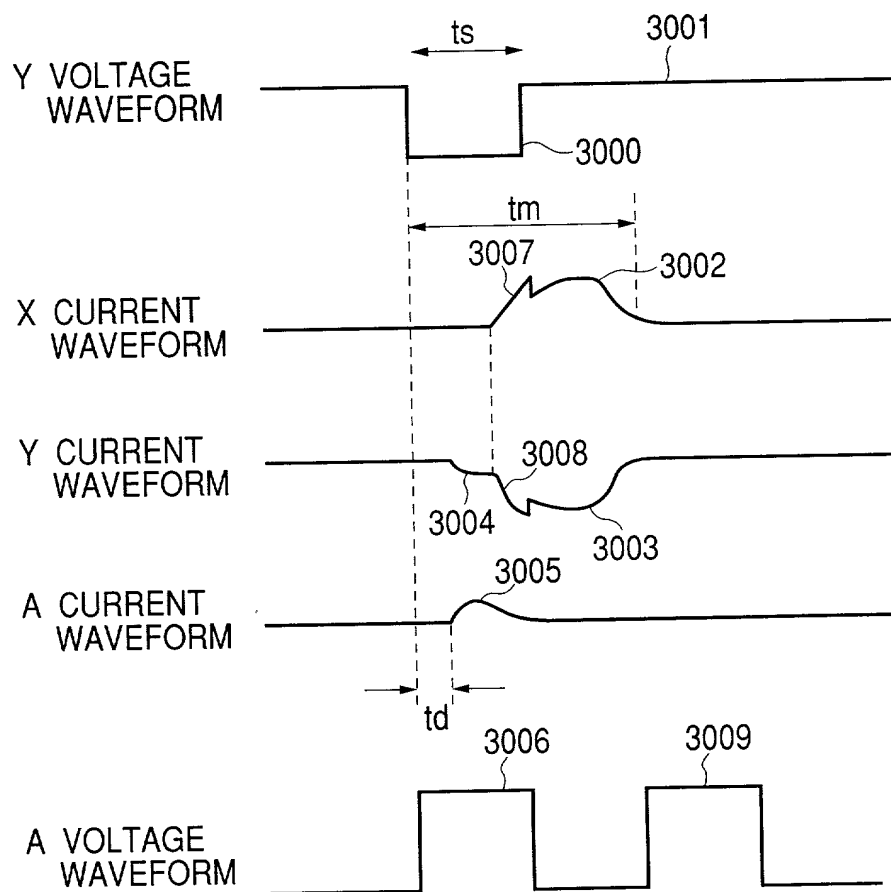 ts
3001
Y VOLTAGE
WAVEFORM
3000
tm
3007
3002
X CURRENT
WAVEFORM
Y CURRENT
WAVEFORM
3008
3004
3003
3005
A CURRENT
WAVEFORM
td
3006
3009
A VOLTAGE
WAVEFORM